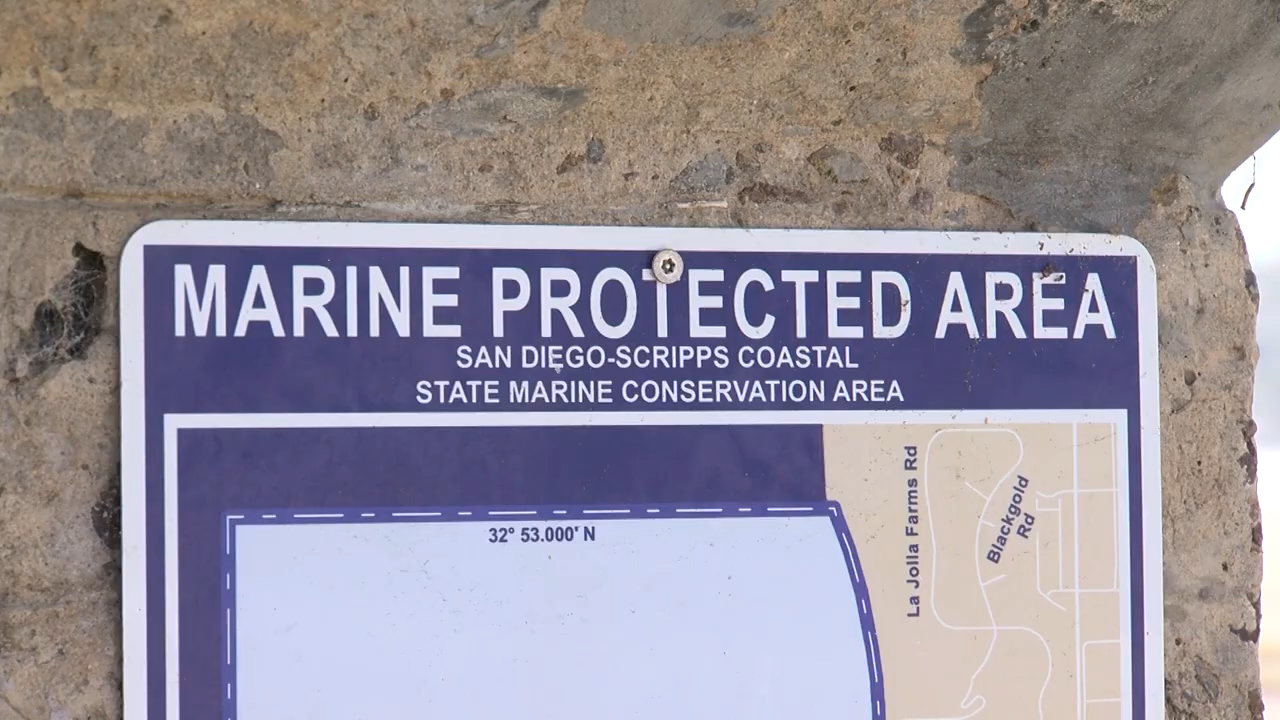 MARINE PROTECTED AREA
SAN DIEGO-SCRIPPS COASTAL
STATE MARINE CONSERVATION AREA
32° 53.000' N
La Jolla Farms Rd
Blackgold
Rd